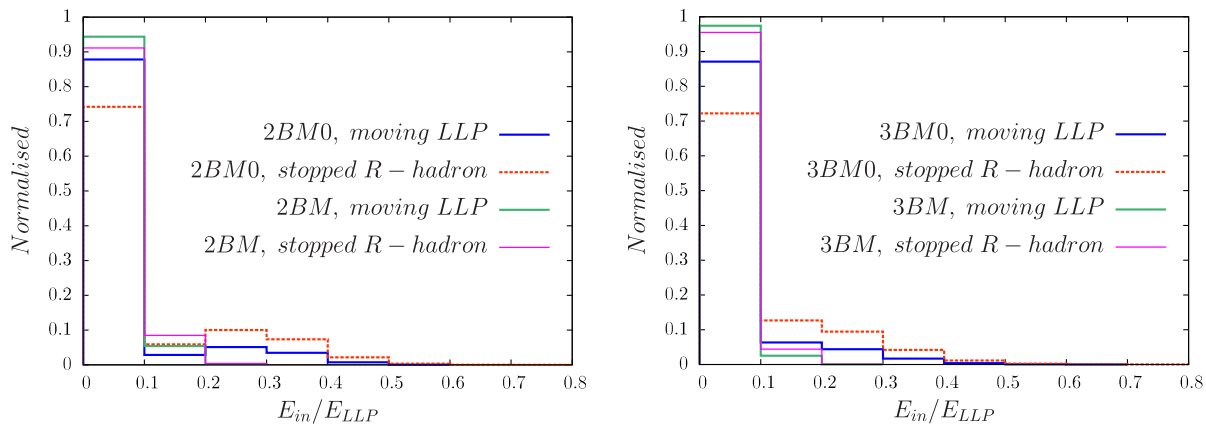 1
0.9
0.8
0.7
0.6
0.5
0.4
0.3
0.2
0.1
0
Normalised
2BM0, moving LLP
2BM0, stopped R − hadron
2BM, moving LLP
2BM, stopped R − hadron
0 0.1 0.2 0.3 0.4 0.5 0.6 0.7 0.8
E_in/E_LLP
1
0.9
0.8
0.7
0.6
0.5
0.4
0.3
0.2
0.1
0
Normalised
3BM0, moving LLP
3BM0, stopped R − hadron
3BM, moving LLP
3BM, stopped R − hadron
0 0.1 0.2 0.3 0.4 0.5 0.6 0.7 0.8
E_in/E_LLP